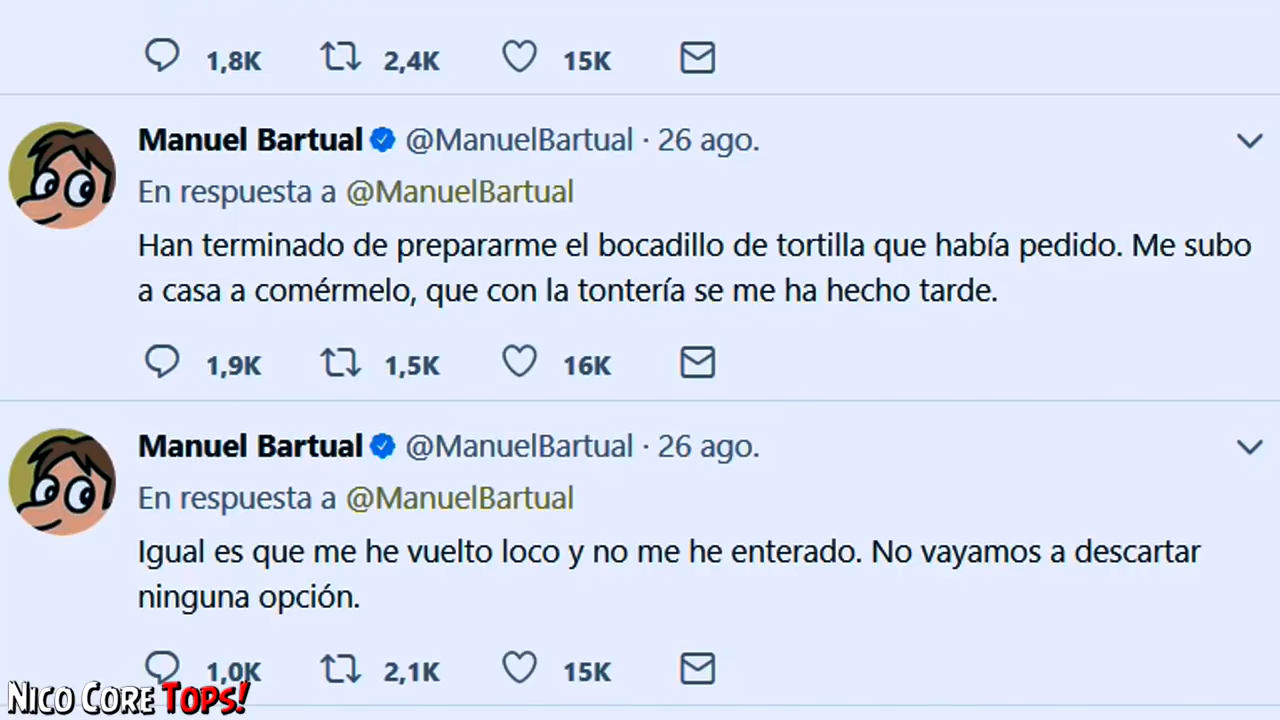 1,8K 2,4K 15K
Manuel Bartual @ManuelBartual · 26 ago.
En respuesta a @ManuelBartual
Han terminado de prepararme el bocadillo de tortilla que había pedido. Me subo
a casa a comérmelo, que con la tontería se me ha hecho tarde.
1,9K 1,5K 16K
Manuel Bartual @ManuelBartual · 26 ago.
En respuesta a @ManuelBartual
Igual es que me he vuelto loco y no me he enterado. No vayamos a descartar
ninguna opción.
1,0K 2,1K 15K
Nico Core Tops!